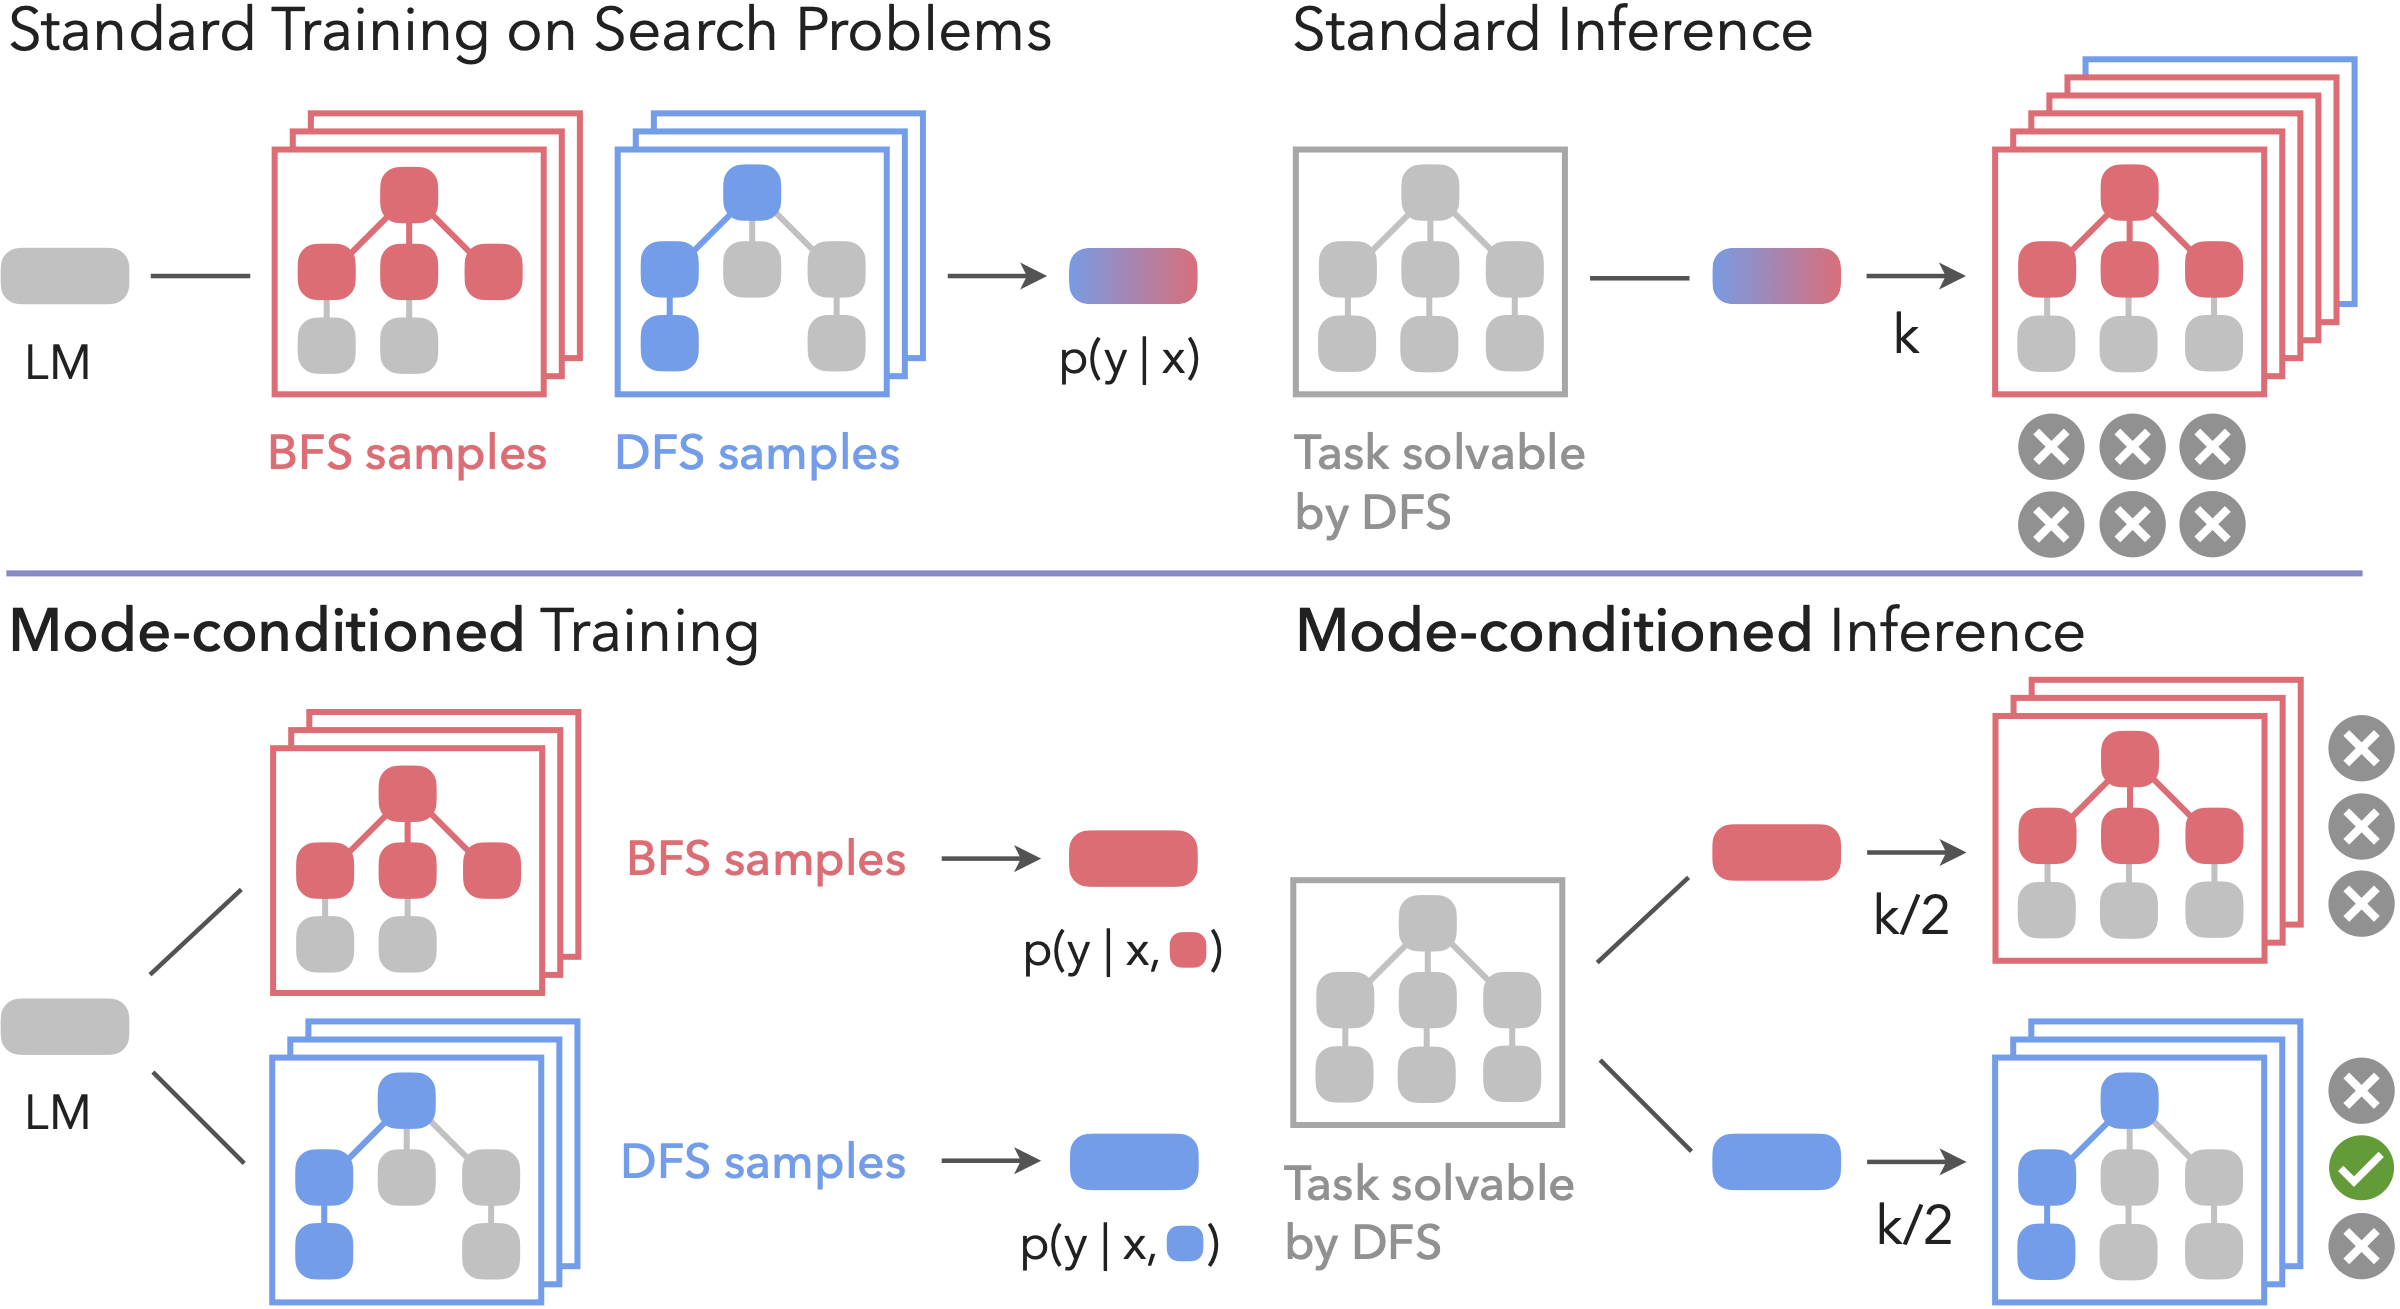 Standard Training on Search Problems
Standard Inference
LM
p(y | x)
k
BFS samples
DFS samples
Task solvable
by DFS
Mode-conditioned Training
Mode-conditioned Inference
LM
BFS samples
p(y | x, )
DFS samples
p(y | x, )
Task solvable
by DFS
k/2
k/2